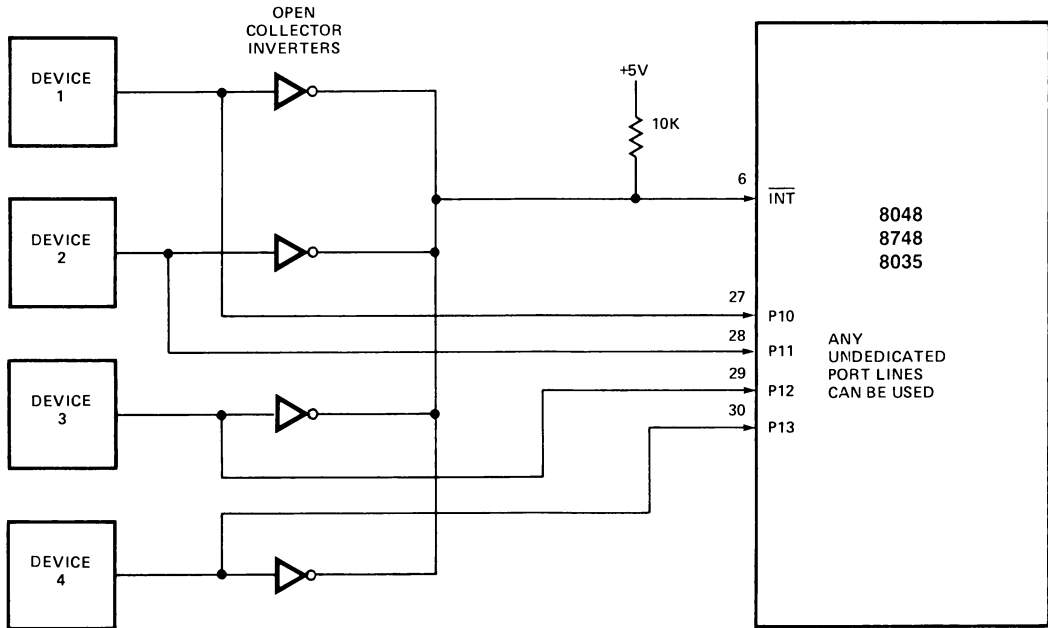 OPEN
COLLECTOR
INVERTERS
DEVICE
1
DEVICE
2
DEVICE
3
DEVICE
4
+5V
10K
6
INT
8048
8748
8035
27
P10
28
P11
29
P12
30
P13
ANY
UNDEDICATED
PORT LINES
CAN BE USED